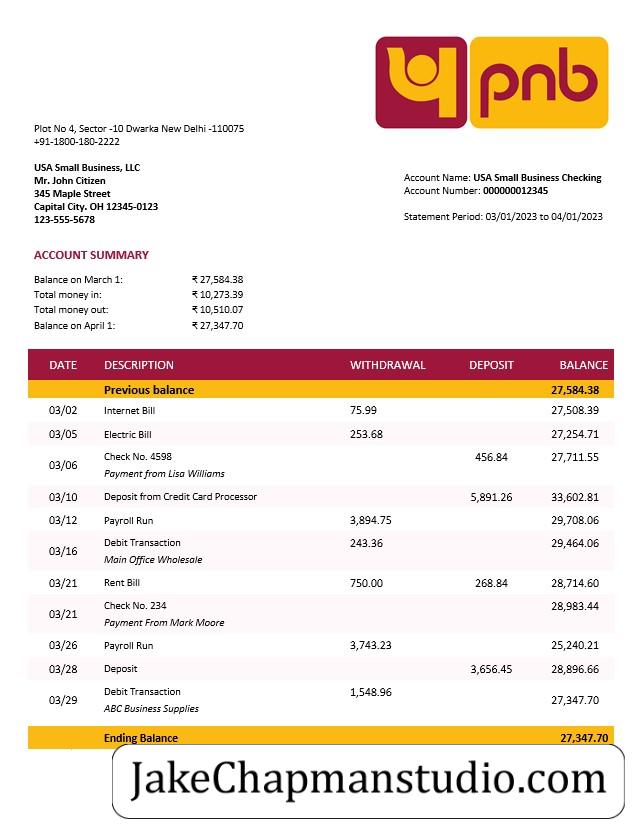 pnb
Plot No 4, Sector -10 Dwarka New Delhi -110075
+91-1800-180-2222
USA Small Business, LLC
Mr. John Citizen
345 Maple Street
Capital City. OH 12345-0123
123-555-5678
Account Name: USA Small Business Checking
Account Number: 000000012345
Statement Period: 03/01/2023 to 04/01/2023
ACCOUNT SUMMARY
Balance on March 1: ₹ 27,584.38
Total money in: ₹ 10,273.39
Total money out: ₹ 10,510.07
Balance on April 1: ₹ 27,347.70
DATE DESCRIPTION WITHDRAWAL DEPOSIT BALANCE
Previous balance 27,584.38
03/02 Internet Bill 75.99 27,508.39
03/05 Electric Bill 253.68 27,254.71
03/06 Check No. 4598 456.84 27,711.55
Payment from Lisa Williams
03/10 Deposit from Credit Card Processor 5,891.26 33,602.81
03/12 Payroll Run 3,894.75 29,708.06
03/16 Debit Transaction 243.36 29,464.06
Main Office Wholesale
03/21 Rent Bill 750.00 268.84 28,714.60
03/21 Check No. 234 28,983.44
Payment From Mark Moore
03/26 Payroll Run 3,743.23 25,240.21
03/28 Deposit 3,656.45 28,896.66
03/29 Debit Transaction 1,548.96 27,347.70
ABC Business Supplies
Ending Balance 27,347.70
JakeChapmanstudio.com